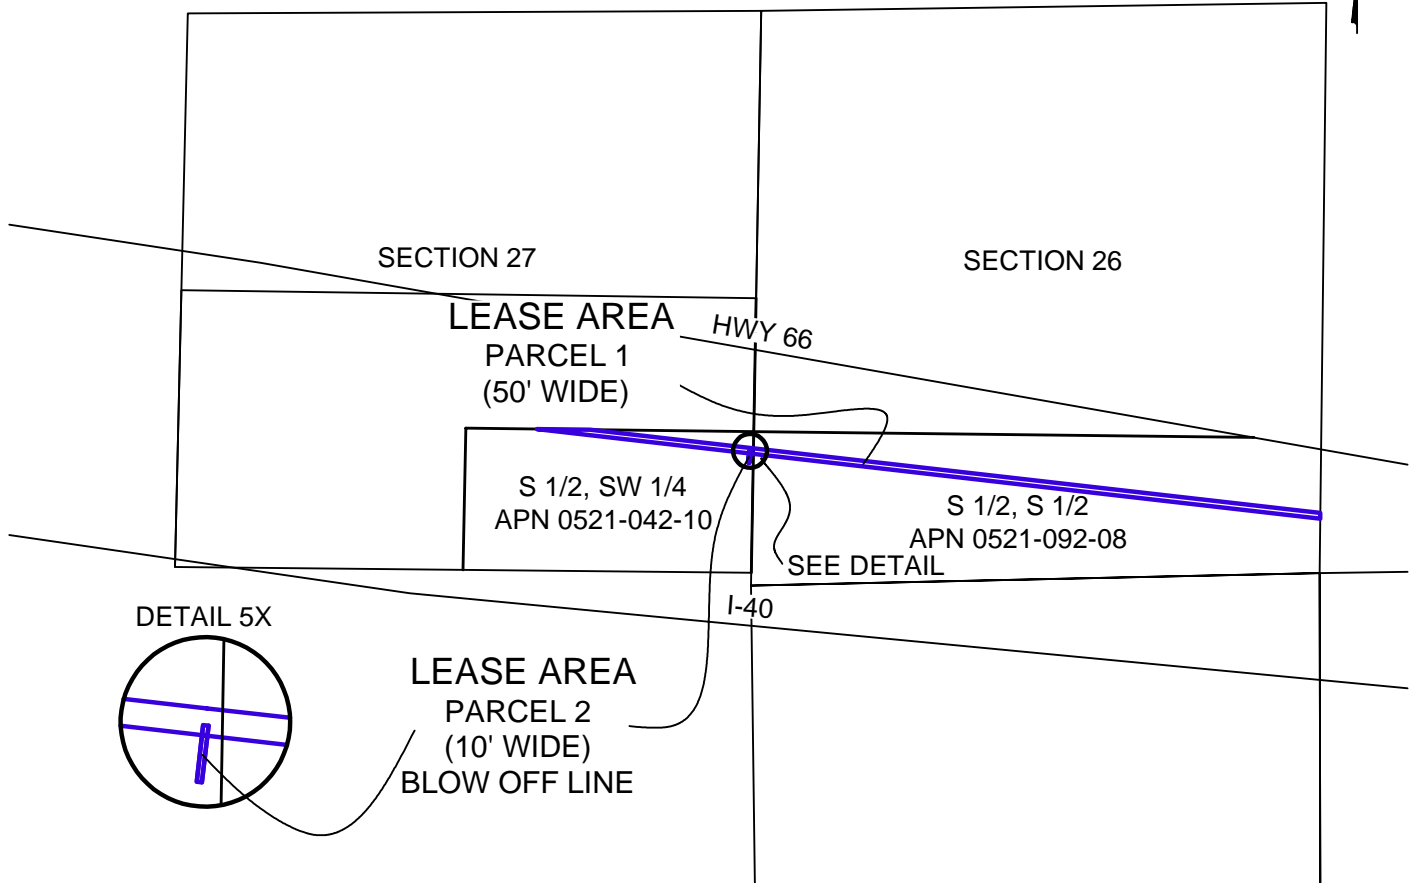 SECTION 27
SECTION 26
LEASE AREA
PARCEL 1
(50' WIDE)
HWY 66
S 1/2, SW 1/4
APN 0521-042-10
S 1/2, S 1/2
APN 0521-092-08
SEE DETAIL
I-40
DETAIL 5X
LEASE AREA
PARCEL 2
(10' WIDE)
BLOW OFF LINE